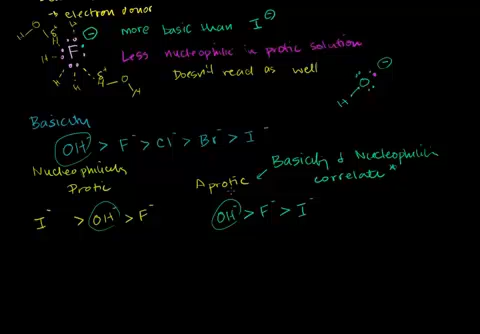 → electron donor
more basic than I⊖
Less nucleophilic in protic solution
Doesn't react as well
Basicity
OH⁻ > F⁻ > Cl⁻ > Br⁻ > I⁻
Nucleophilicity
Protic
I⁻ > OH⁻ > F⁻
Aprotic
Basicity & Nucleophilicity
correlate *
OH⁻ > F⁻ > I⁻
H
O
δ+
H
H
F
⊖
H
H
H
δ+
O
H
O
⊖
H